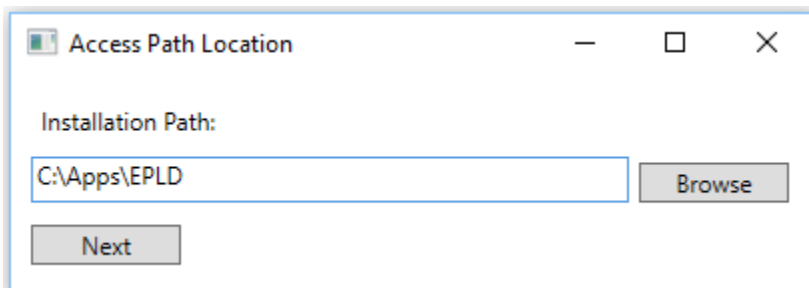 Access Path Location
Installation Path:
C:\Apps\EPLD
Browse
Next